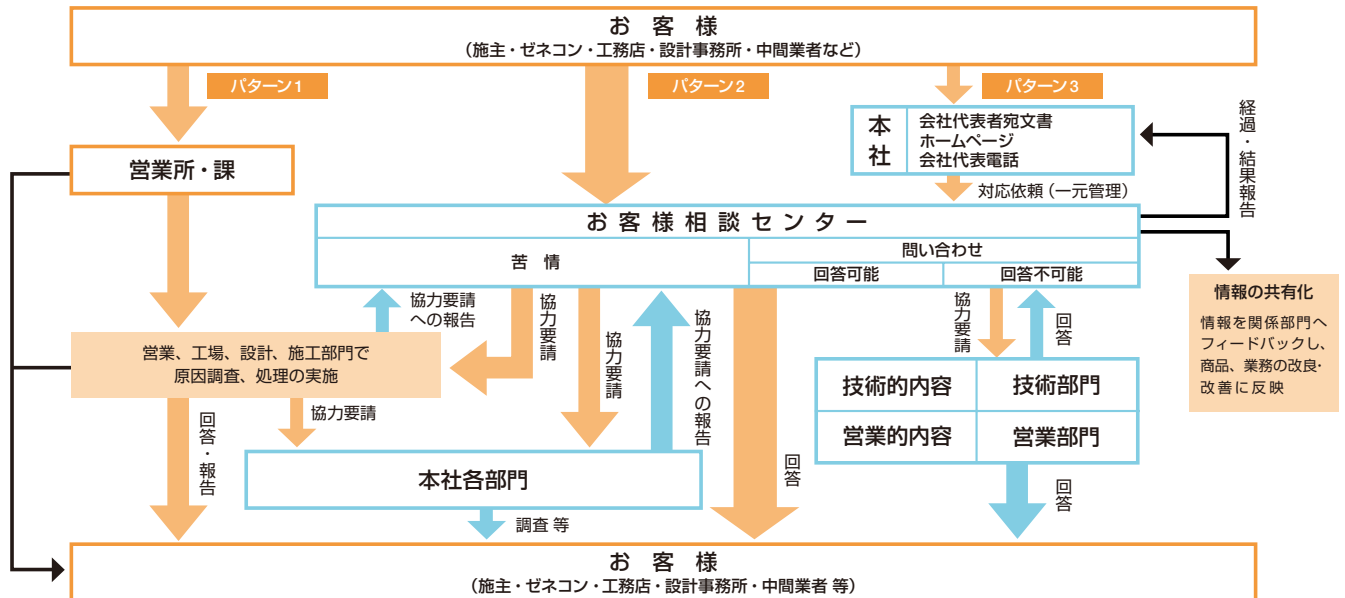 お客様
（施主・ゼネコン・工務店・設計事務所・中間業者など）
パターン1
パターン2
パターン3
本社
会社代表者宛文書
ホームページ
会社代表電話
経過・結果報告
営業所・課
対応依頼（一元管理）
お客様相談センター
苦情
問い合わせ
回答可能
回答不可能
情報の共有化
情報を関係部門へ
フィードバックし、
商品、業務の改良・
改善に反映
協力要請
への報告
協力要請
協力要請
協力要請への報告
協力要請
回答
営業、工場、設計、施工部門で
原因調査、処理の実施
技術的内容
技術部門
営業的内容
営業部門
協力要請
回答・報告
本社各部門
回答
回答
調査 等
お客様
（施主・ゼネコン・工務店・設計事務所・中間業者 等）